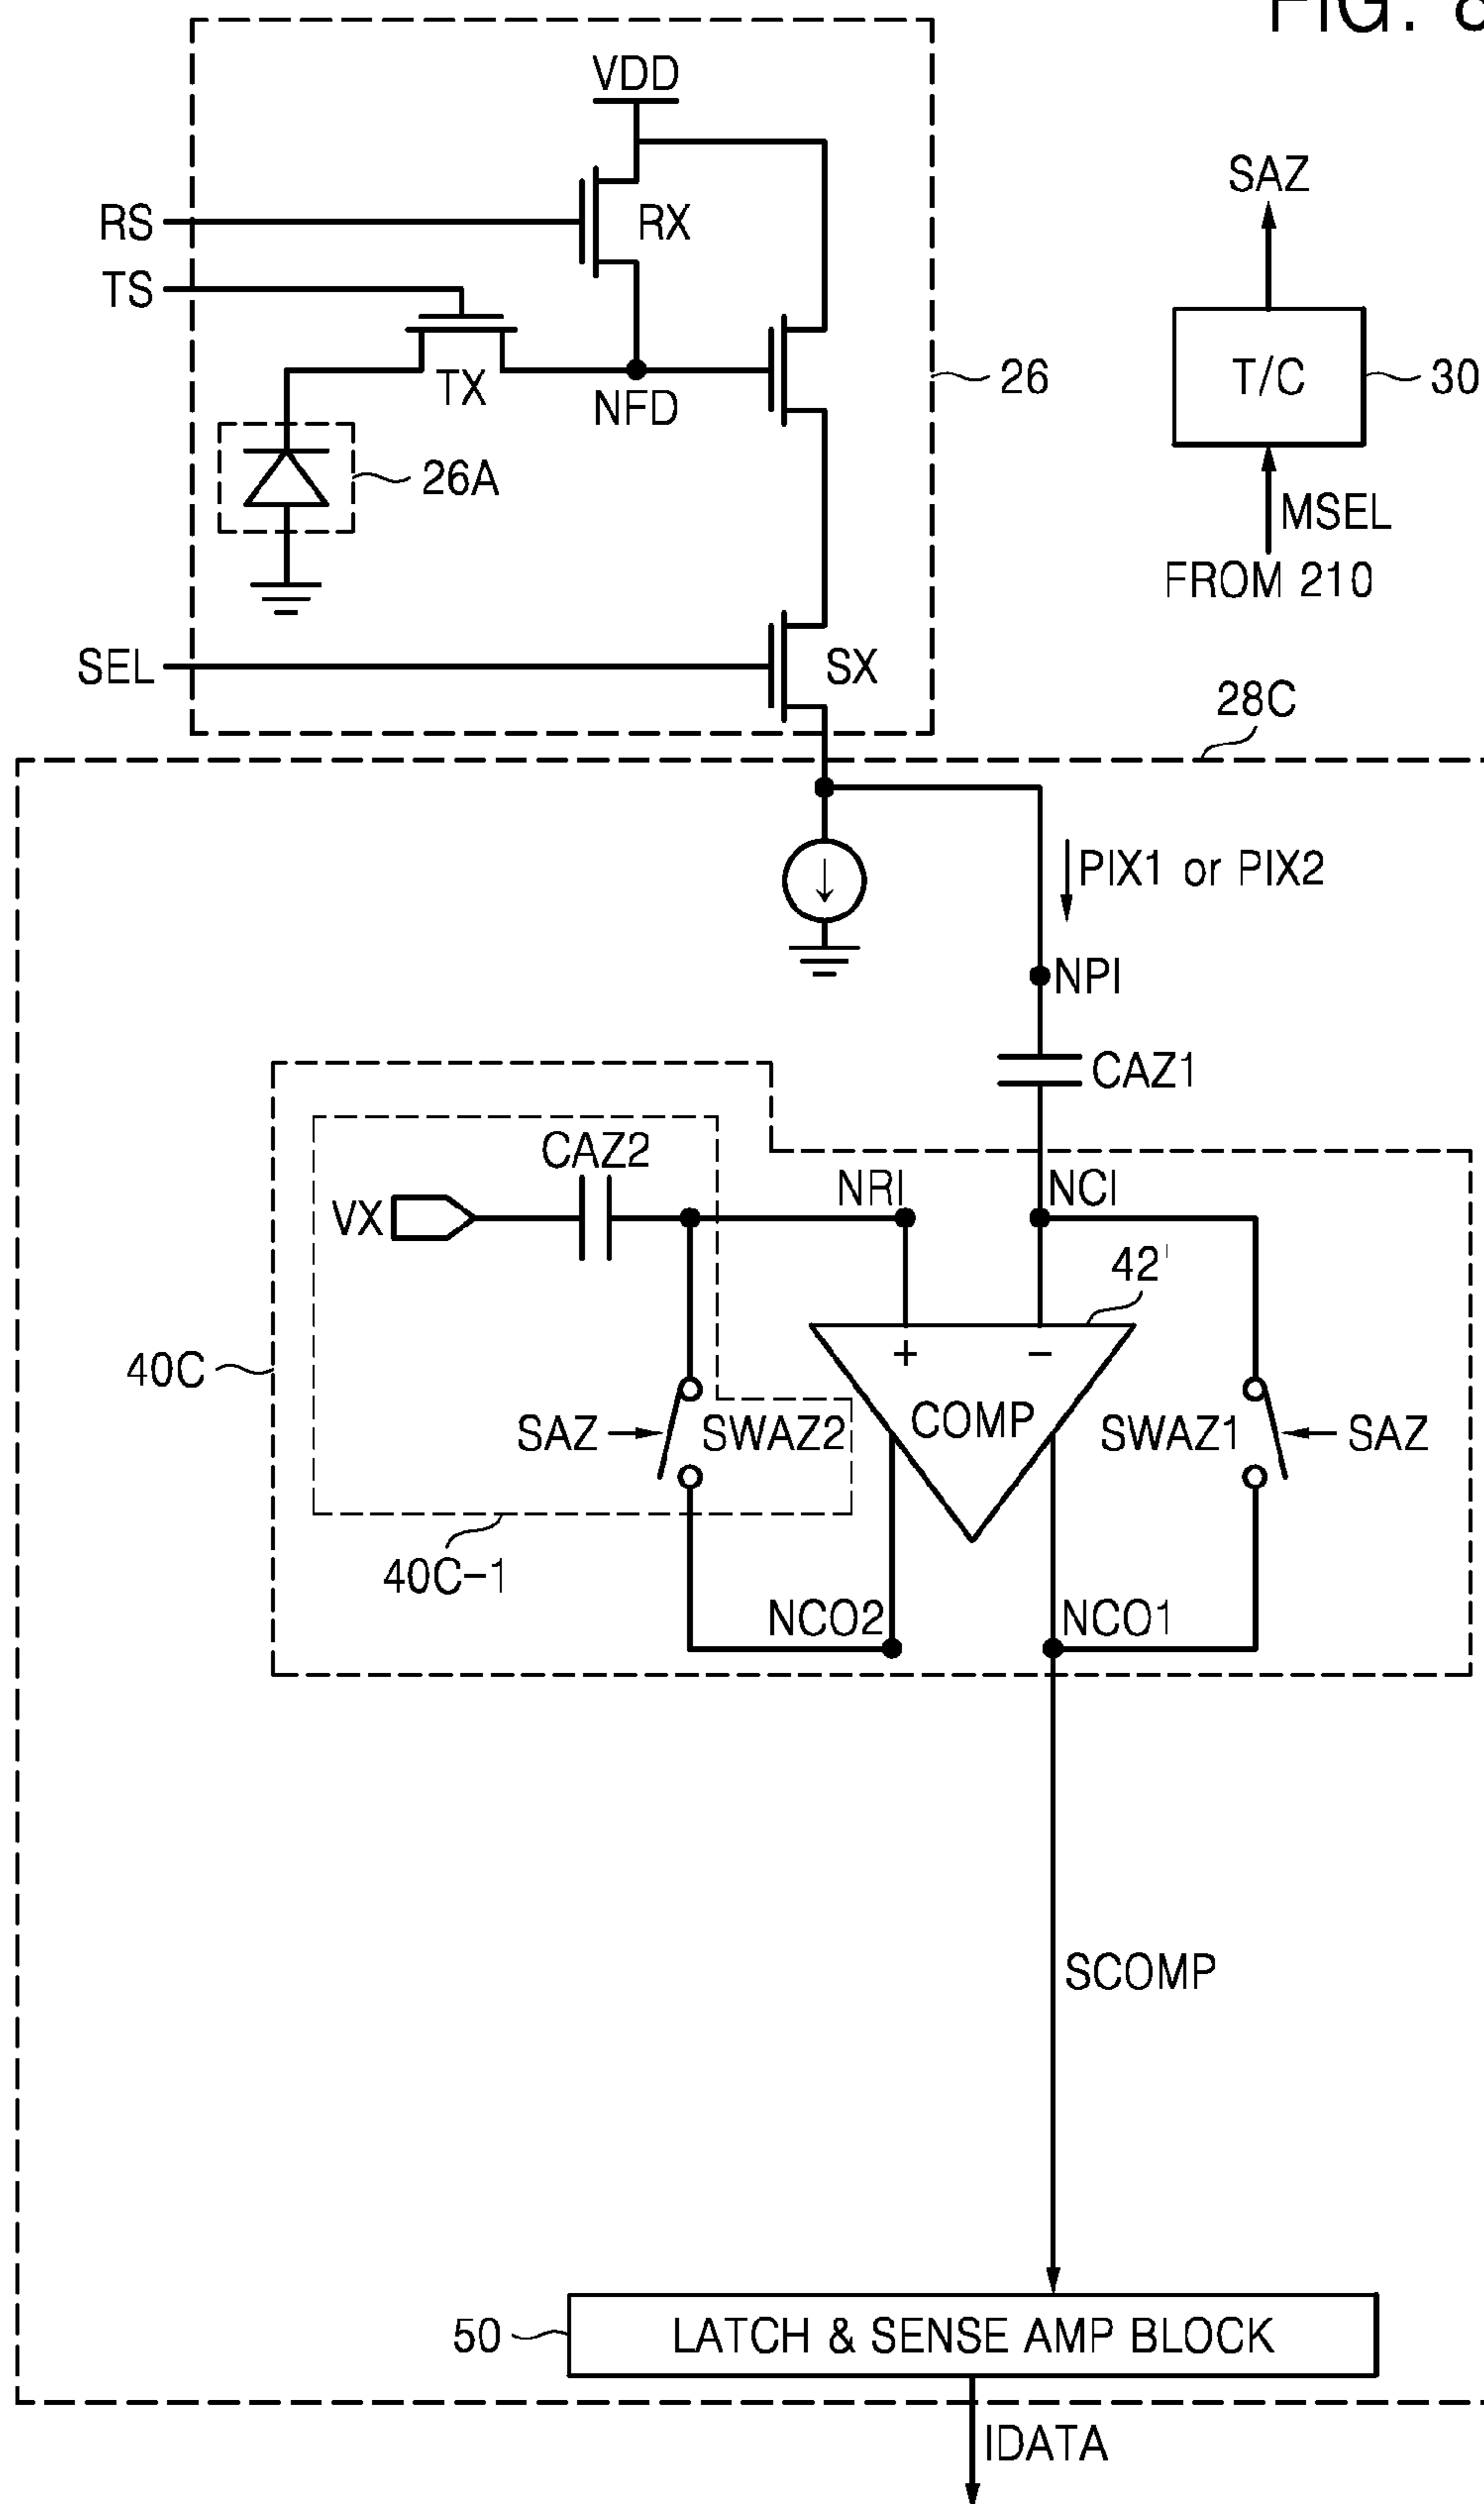 FIG. 8
VDD
SAZ
RS
RX
TS
TX
NFD
26
T/C
30
26A
MSEL
FROM 210
SEL
SX
28C
PIX1 or PIX2
NPI
CAZ1
CAZ2
NRI
NCI
VX
42'
40C
+
−
COMP
SAZ
SWAZ2
SWAZ1
SAZ
40C-1
NCO2
NCO1
SCOMP
50
LATCH & SENSE AMP BLOCK
IDATA